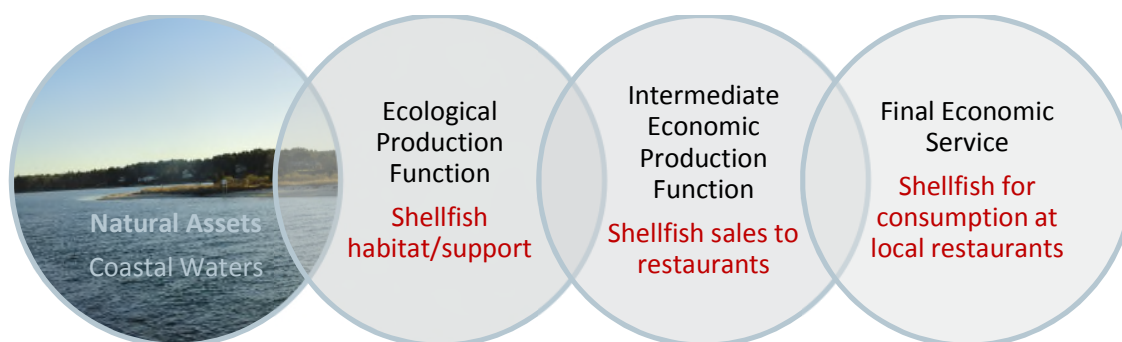 Natural Assets
Coastal Waters
Ecological
Production
Function
Shellfish
habitat/support
Intermediate
Economic
Production
Function
Shellfish sales to
restaurants
Final Economic
Service
Shellfish for
consumption at
local restaurants